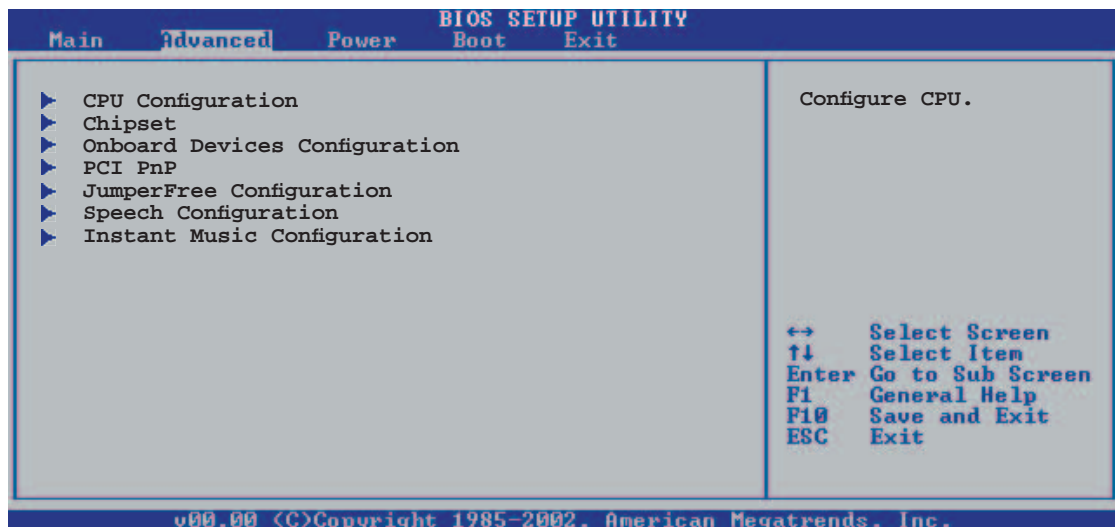 BIOS SETUP UTILITY
Main Advanced Power Boot Exit
CPU Configuration
Chipset
Onboard Devices Configuration
PCI PnP
JumperFree Configuration
Speech Configuration
Instant Music Configuration
Configure CPU.
←→ Select Screen
↑↓ Select Item
Enter Go to Sub Screen
F1 General Help
F10 Save and Exit
ESC Exit
v00.00 (C)Copyright 1985-2002, American Megatrends, Inc.